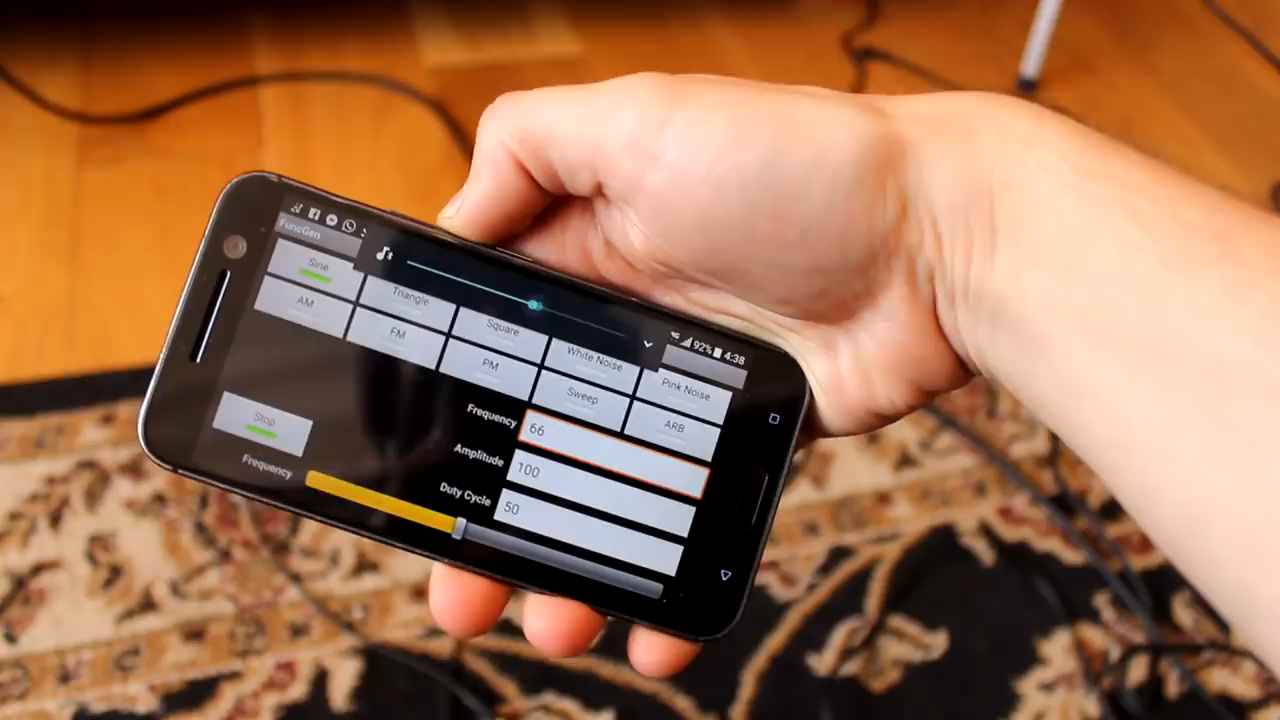 FuncGen
92% 4:38
Sine
Triangle
Square
White Noise
Pink Noise
AM
FM
PM
Sweep
ARB
Stop
Frequency 66
Amplitude 100
Duty Cycle 50
Frequency